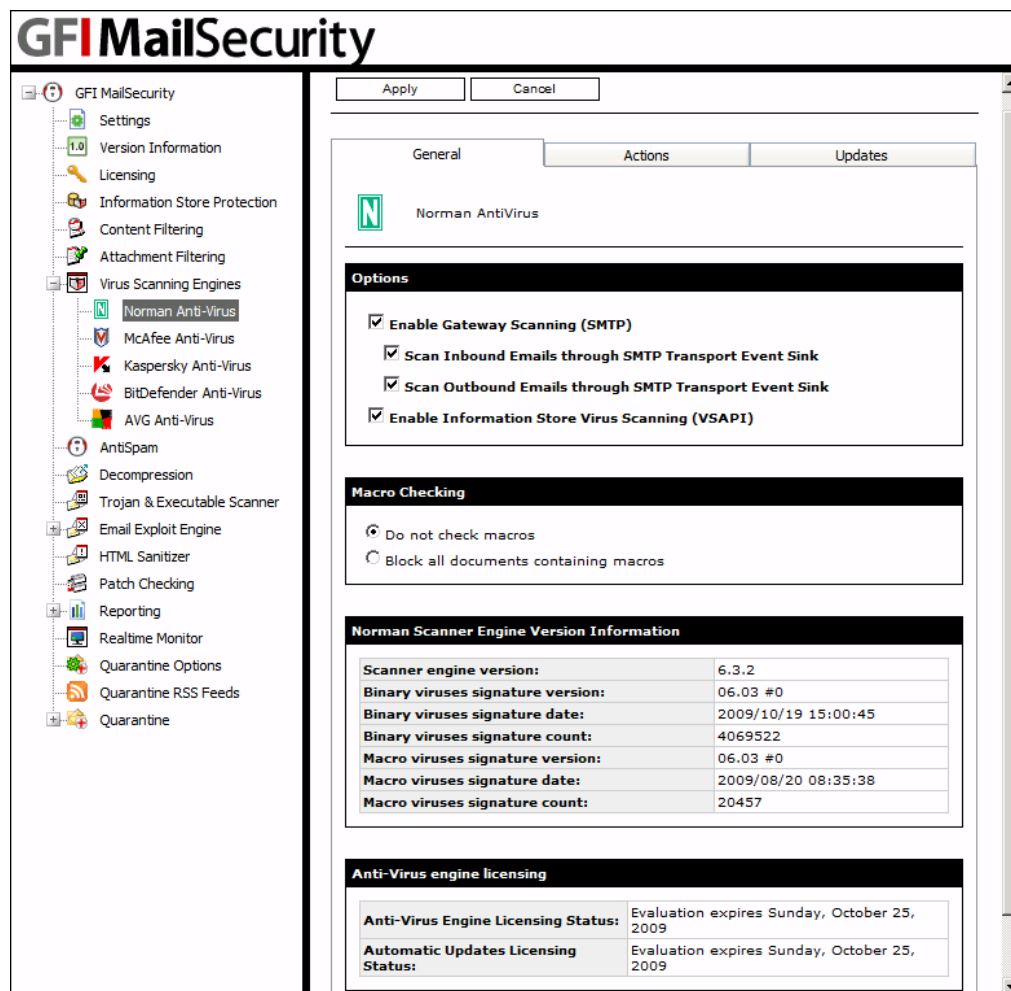 GFI MailSecurity
GFI MailSecurity
Settings
1.0 Version Information
Licensing
Information Store Protection
Content Filtering
Attachment Filtering
Virus Scanning Engines
N Norman Anti-Virus
McAfee Anti-Virus
Kaspersky Anti-Virus
BitDefender Anti-Virus
AVG Anti-Virus
AntiSpam
Decompression
Trojan & Executable Scanner
Email Exploit Engine
HTML Sanitizer
Patch Checking
Reporting
Realtime Monitor
Quarantine Options
Quarantine RSS Feeds
Quarantine
Apply Cancel
General Actions Updates
N Norman AntiVirus
Options
Enable Gateway Scanning (SMTP)
Scan Inbound Emails through SMTP Transport Event Sink
Scan Outbound Emails through SMTP Transport Event Sink
Enable Information Store Virus Scanning (VSAPI)
Macro Checking
Do not check macros
Block all documents containing macros
Norman Scanner Engine Version Information
Scanner engine version: 6.3.2
Binary viruses signature version: 06.03 #0
Binary viruses signature date: 2009/10/19 15:00:45
Binary viruses signature count: 4069522
Macro viruses signature version: 06.03 #0
Macro viruses signature date: 2009/08/20 08:35:38
Macro viruses signature count: 20457
Anti-Virus engine licensing
Anti-Virus Engine Licensing Status: Evaluation expires Sunday, October 25,
2009
Automatic Updates Licensing Evaluation expires Sunday, October 25,
Status: 2009